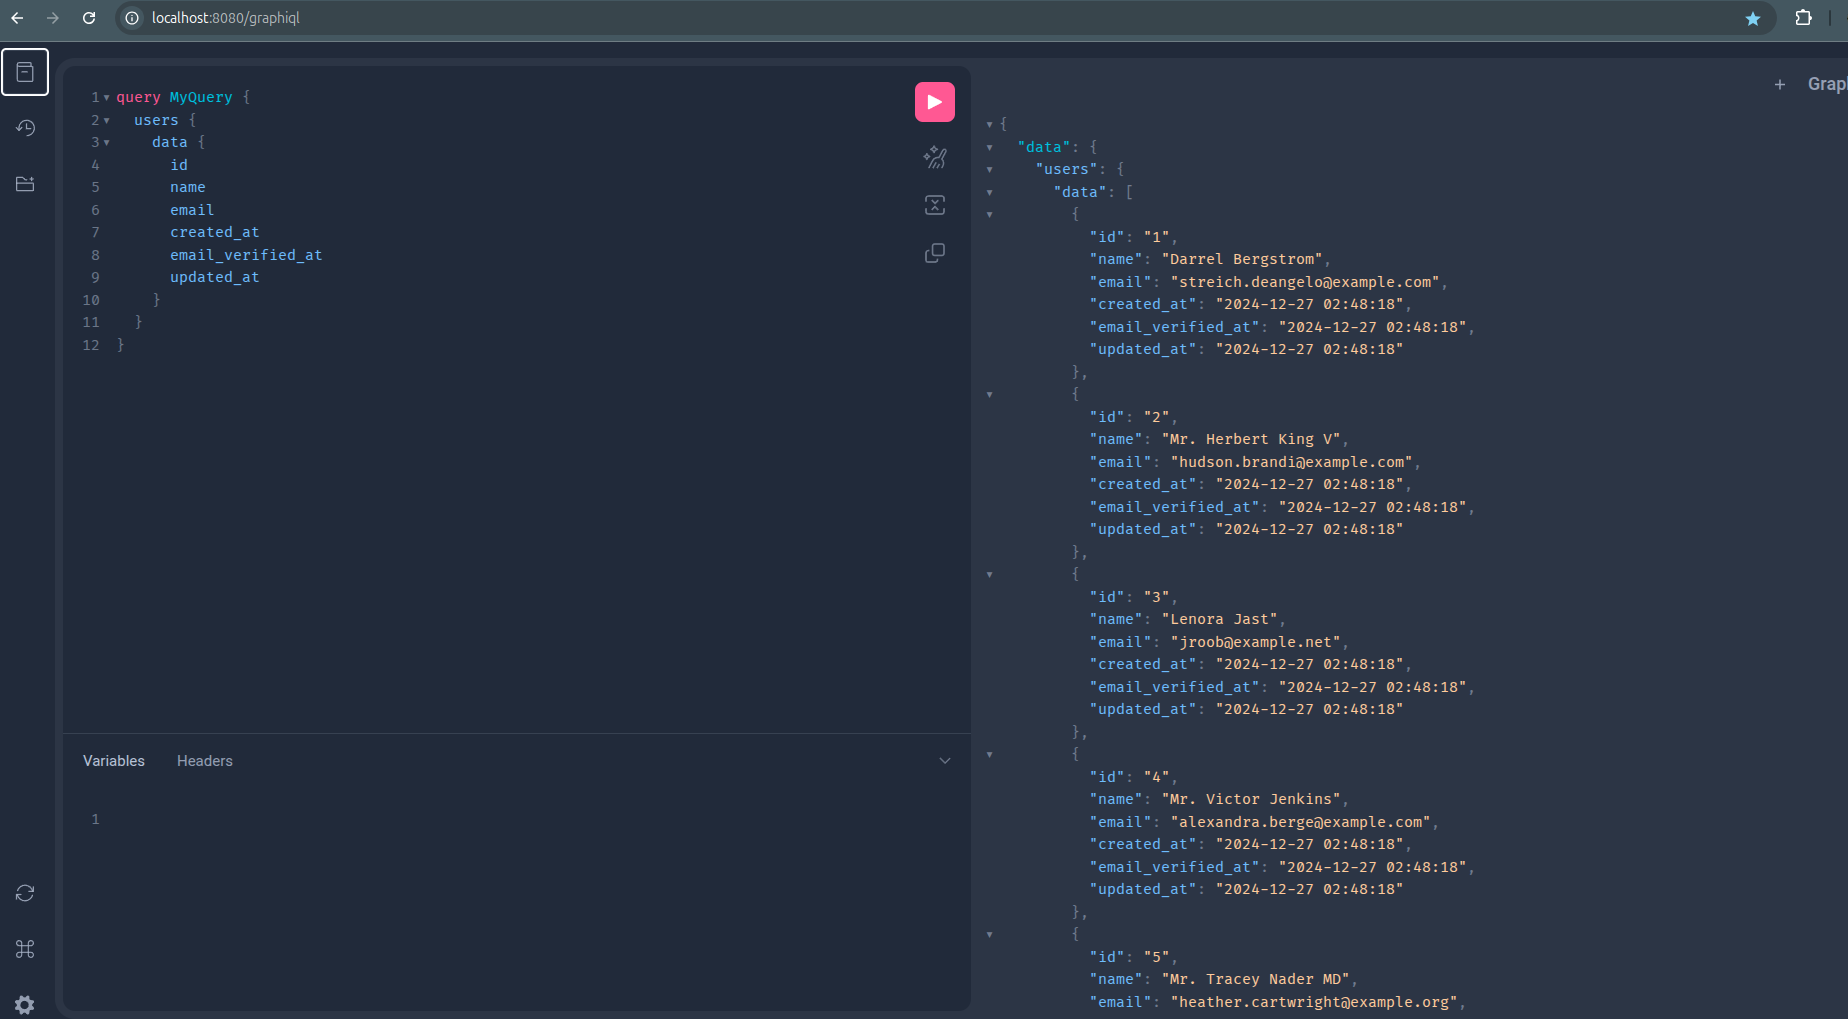 localhost:8080/graphiql
1 query MyQuery {
2 users {
3 data {
4 id
5 name
6 email
7 created_at
8 email_verified_at
9 updated_at
10 }
11 }
12 }
Variables Headers
1
+
{
"data": {
"users": {
"data": [
{
"id": "1",
"name": "Darrel Bergstrom",
"email": "streich.deangelo@example.com",
"created_at": "2024-12-27 02:48:18",
"email_verified_at": "2024-12-27 02:48:18",
"updated_at": "2024-12-27 02:48:18"
},
{
"id": "2",
"name": "Mr. Herbert King V",
"email": "hudson.brandi@example.com",
"created_at": "2024-12-27 02:48:18",
"email_verified_at": "2024-12-27 02:48:18",
"updated_at": "2024-12-27 02:48:18"
},
{
"id": "3",
"name": "Lenora Jast",
"email": "jroob@example.net",
"created_at": "2024-12-27 02:48:18",
"email_verified_at": "2024-12-27 02:48:18",
"updated_at": "2024-12-27 02:48:18"
},
{
"id": "4",
"name": "Mr. Victor Jenkins",
"email": "alexandra.berge@example.com",
"created_at": "2024-12-27 02:48:18",
"email_verified_at": "2024-12-27 02:48:18",
"updated_at": "2024-12-27 02:48:18"
},
{
"id": "5",
"name": "Mr. Tracey Nader MD",
"email": "heather.cartwright@example.org",